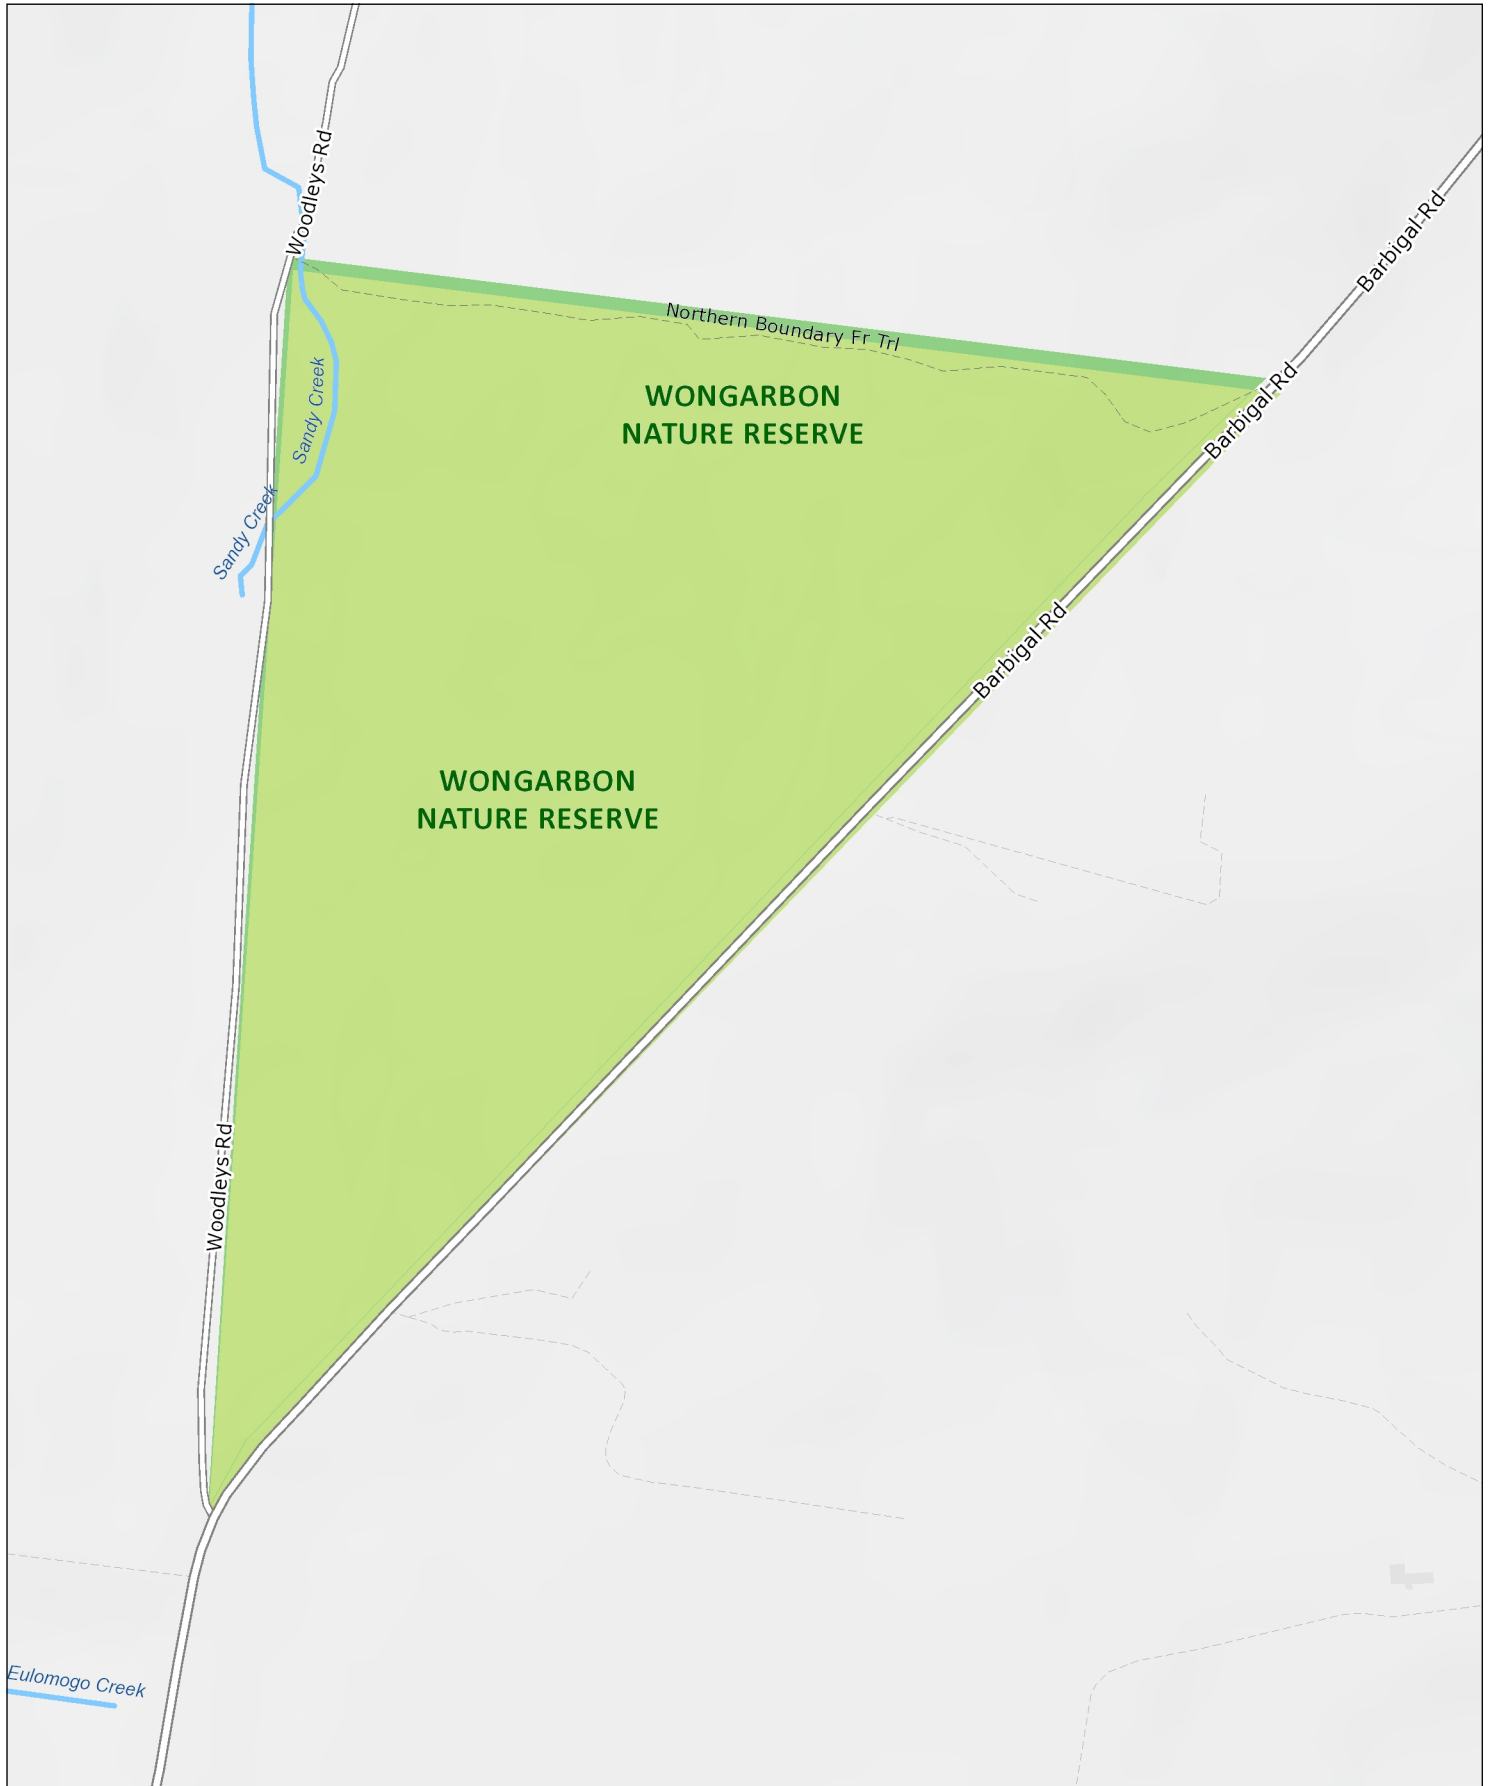 Woodleys Rd
Barbigal Rd
Northern Boundary Fr Trl
Sandy Creek
WONGARBON
NATURE RESERVE
Barbigal Rd
Sandy Creek
Barbigal Rd
WONGARBON
NATURE RESERVE
Woodleys Rd
Eulomogo Creek